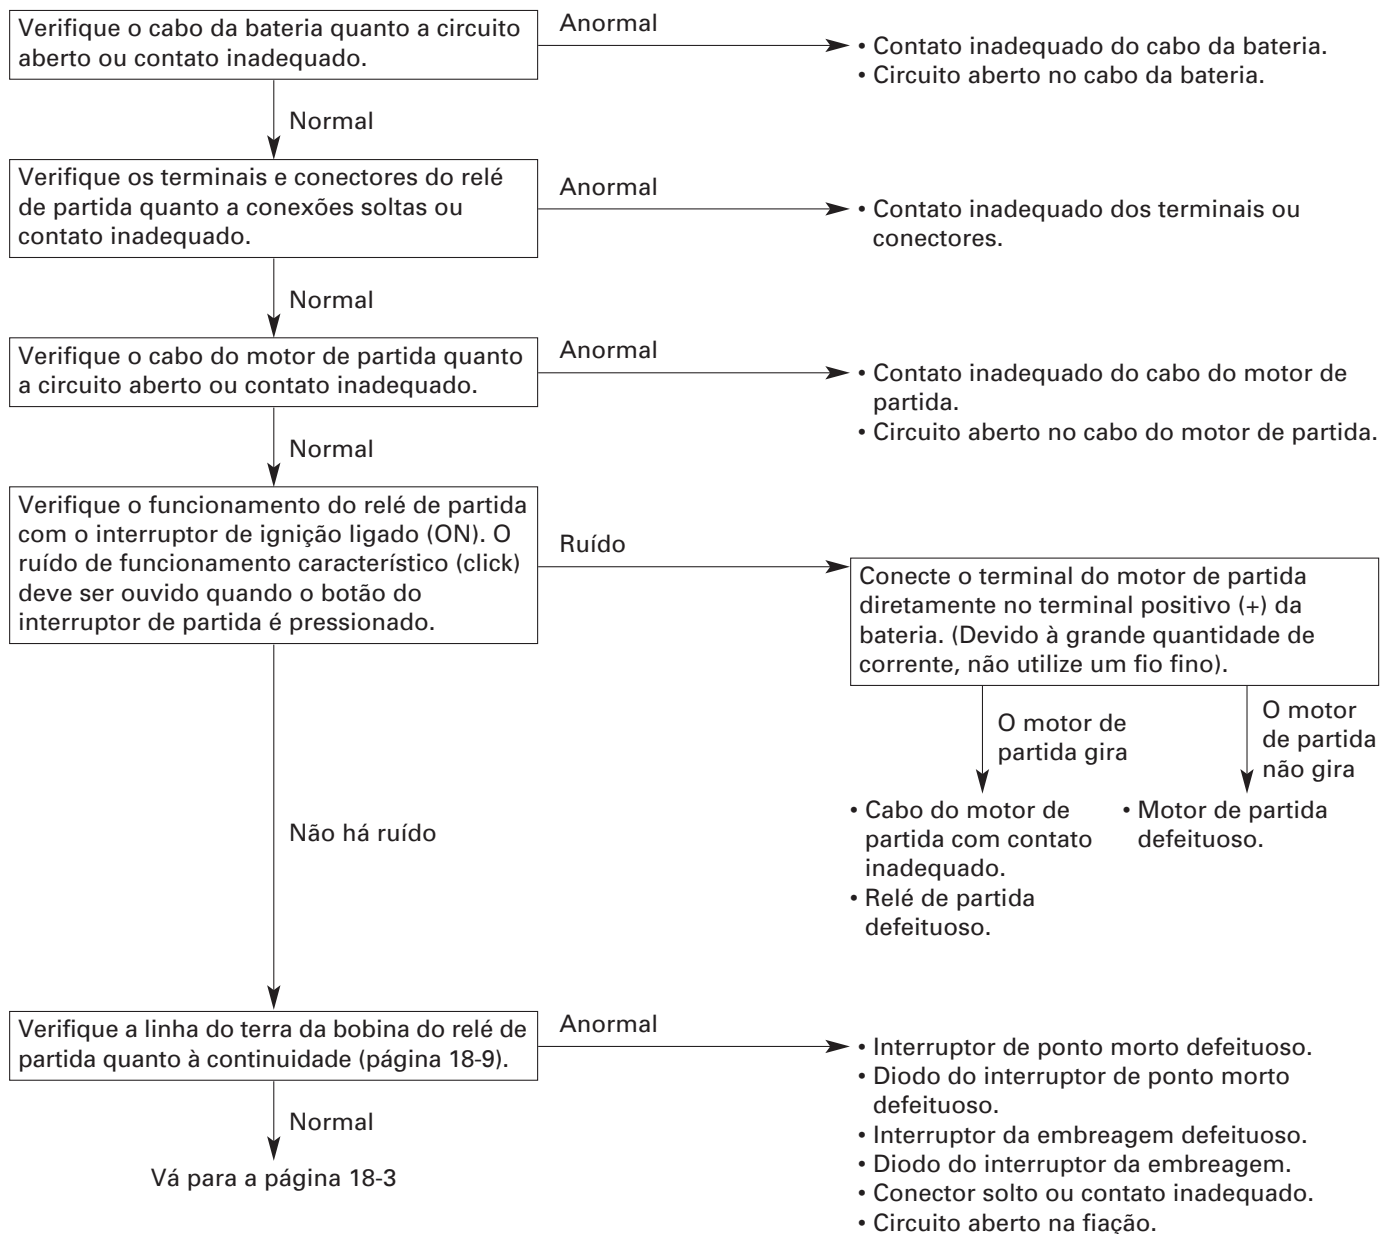 Verifique o cabo da bateria quanto a circuito
aberto ou contato inadequado.
Anormal
• Contato inadequado do cabo da bateria.
• Circuito aberto no cabo da bateria.
Normal
Verifique os terminais e conectores do relé
de partida quanto a conexões soltas ou
contato inadequado.
Anormal
• Contato inadequado dos terminais ou
conectores.
Normal
Verifique o cabo do motor de partida quanto
a circuito aberto ou contato inadequado.
Anormal
• Contato inadequado do cabo do motor de
partida.
• Circuito aberto no cabo do motor de partida.
Normal
Verifique o funcionamento do relé de partida
com o interruptor de ignição ligado (ON). O
ruído de funcionamento característico (click)
deve ser ouvido quando o botão do
interruptor de partida é pressionado.
Ruído
Conecte o terminal do motor de partida
diretamente no terminal positivo (+) da
bateria. (Devido à grande quantidade de
corrente, não utilize um fio fino).
O motor de
partida gira
O motor
de partida
não gira
• Cabo do motor de
partida com contato
inadequado.
• Relé de partida
defeituoso.
• Motor de partida
defeituoso.
Não há ruído
Verifique a linha do terra da bobina do relé de
partida quanto à continuidade (página 18-9).
Anormal
• Interruptor de ponto morto defeituoso.
• Diodo do interruptor de ponto morto
defeituoso.
• Interruptor da embreagem defeituoso.
• Diodo do interruptor da embreagem.
• Conector solto ou contato inadequado.
• Circuito aberto na fiação.
Normal
Vá para a página 18-3